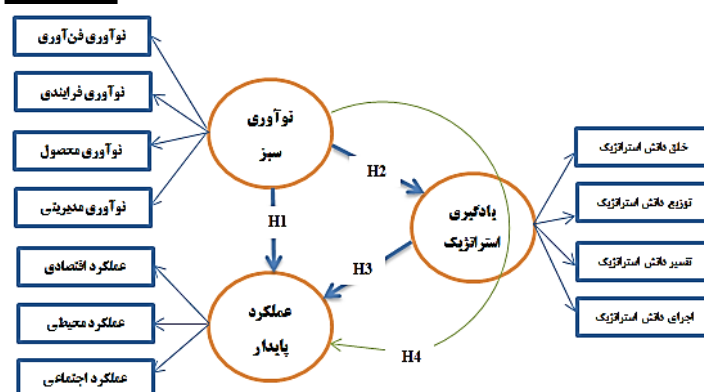 نوآوری فن‌آوری
نوآوری فرایندی
نوآوری محصول
نوآوری مدیریتی
عملکرد اقتصادی
عملکرد محیطی
عملکرد اجتماعی
نوآوری
سبز
H1
H2
H3
H4
عملکرد
پایدار
یادگیری
استراتژیک
خلق دانش استراتژیک
توزیع دانش استراتژیک
تفسیر دانش استراتژیک
اجرای دانش استراتژیک